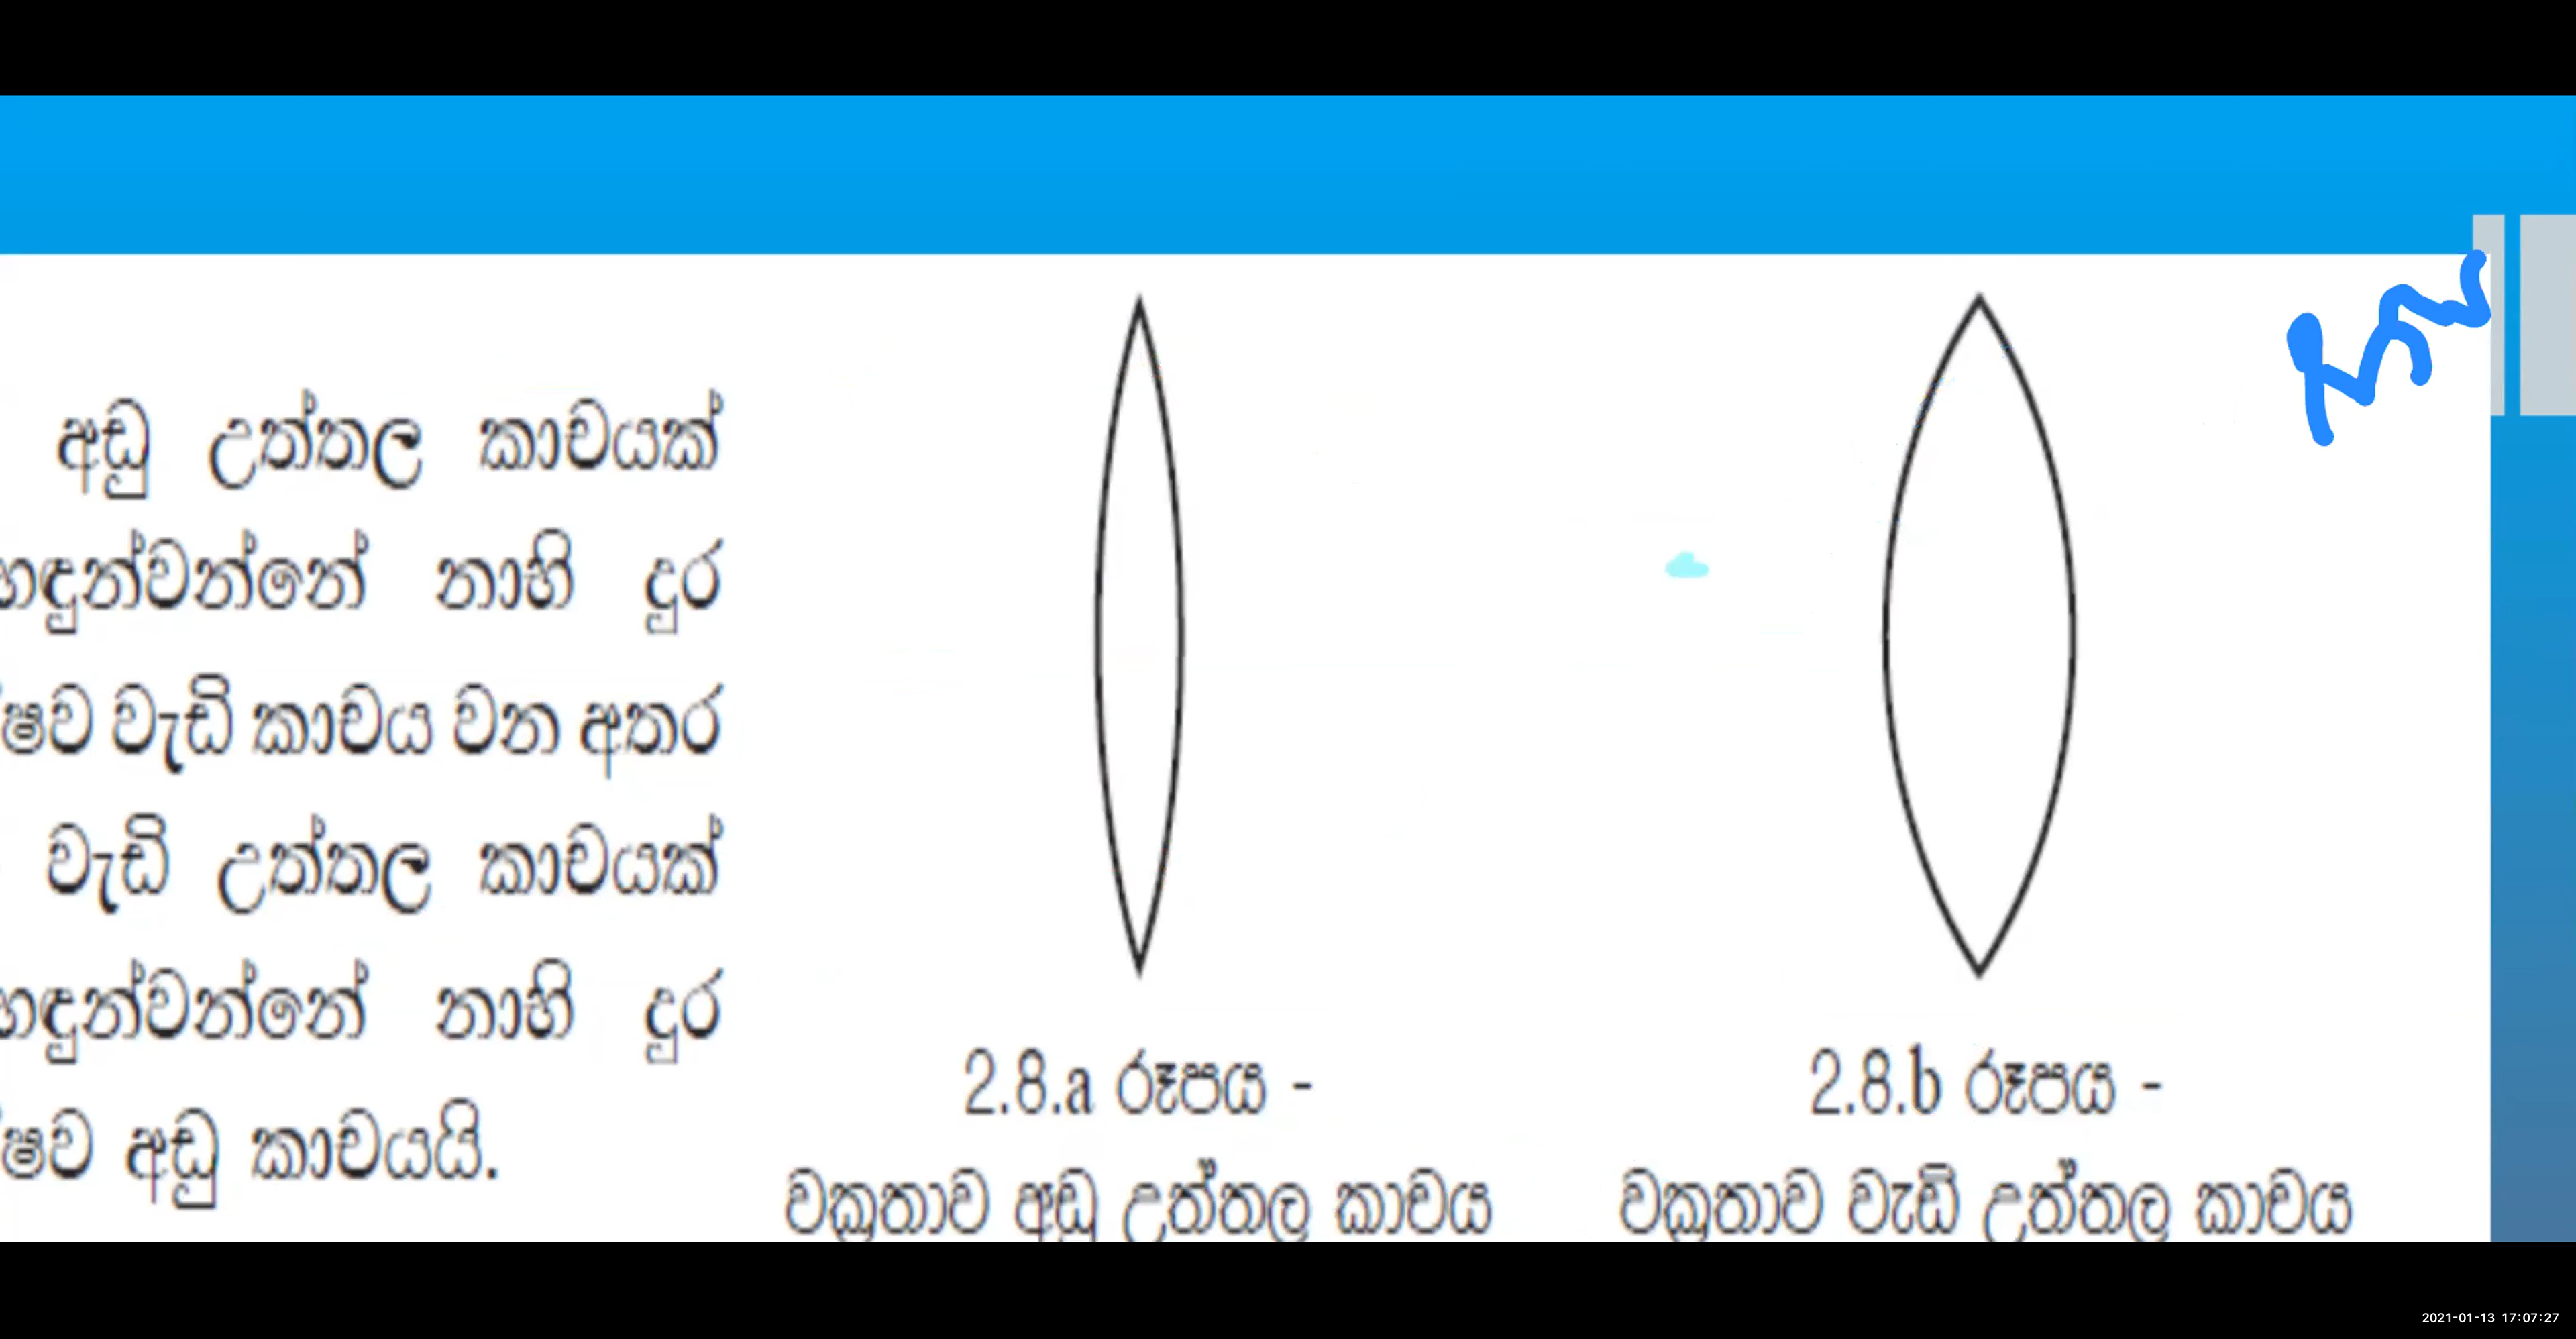 අඩු උත්තල කාචයක්
හඳුන්වන්නේ නාභි දුර
වැඩි කාචය වන අතර
වැඩි උත්තල කාචයක්
හඳුන්වන්නේ නාභි දුර
අඩු කාචයයි.
2.8.a රූපය -
වක්‍රතාව අඩු උත්තල කාචය
2.8.b රූපය -
වක්‍රතාව වැඩි උත්තල කාචය
2021-01-13 17:07:27